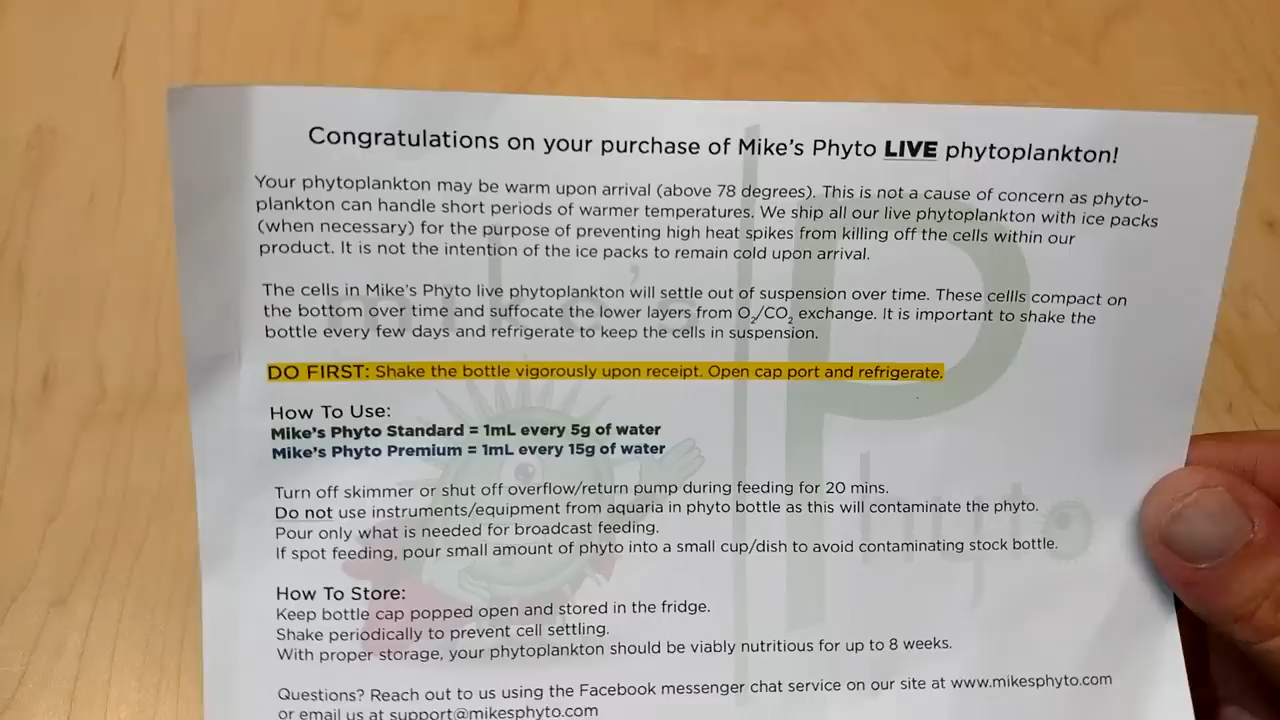 Congratulations on your purchase of Mike's Phyto LIVE phytoplankton!
Your phytoplankton may be warm upon arrival (above 78 degrees). This is not a cause of concern as phyto-
plankton can handle short periods of warmer temperatures. We ship all our live phytoplankton with ice packs
(when necessary) for the purpose of preventing high heat spikes from killing off the cells within our
product. It is not the intention of the ice packs to remain cold upon arrival.
The cells in Mike's Phyto live phytoplankton will settle out of suspension over time. These cellls compact on
the bottom over time and suffocate the lower layers from O₂/CO₂ exchange. It is important to shake the
bottle every few days and refrigerate to keep the cells in suspension.
DO FIRST: Shake the bottle vigorously upon receipt. Open cap port and refrigerate.
How To Use:
Mike's Phyto Standard = 1mL every 5g of water
Mike's Phyto Premium = 1mL every 15g of water
Turn off skimmer or shut off overflow/return pump during feeding for 20 mins.
Do not use instruments/equipment from aquaria in phyto bottle as this will contaminate the phyto.
Pour only what is needed for broadcast feeding.
If spot feeding, pour small amount of phyto into a small cup/dish to avoid contaminating stock bottle.
How To Store:
Keep bottle cap popped open and stored in the fridge.
Shake periodically to prevent cell settling.
With proper storage, your phytoplankton should be viably nutritious for up to 8 weeks.
Questions? Reach out to us using the Facebook messenger chat service on our site at www.mikesphyto.com
or email us at support@mikesphyto.com
mike's
phyto